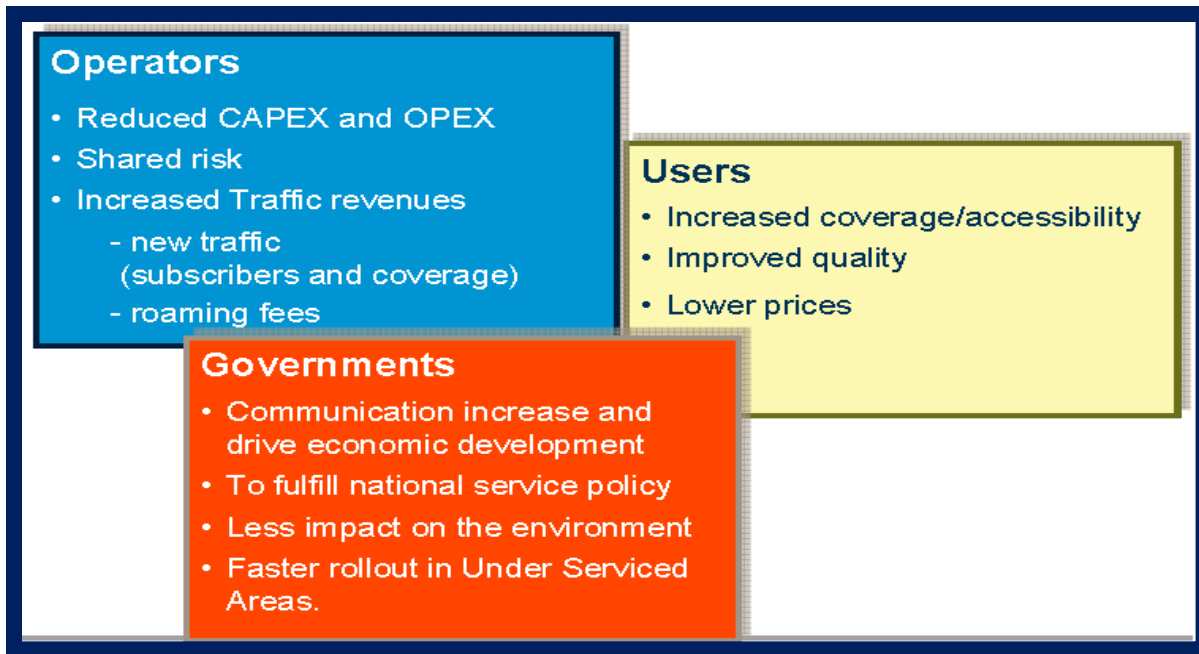 Operators
• Reduced CAPEX and OPEX
• Shared risk
• Increased Traffic revenues
- new traffic
(subscribers and coverage)
- roaming fees
Users
• Increased coverage/accessibility
• Improved quality
• Lower prices
Governments
• Communication increase and
drive economic development
• To fulfill national service policy
• Less impact on the environment
• Faster rollout in Under Serviced
Areas.